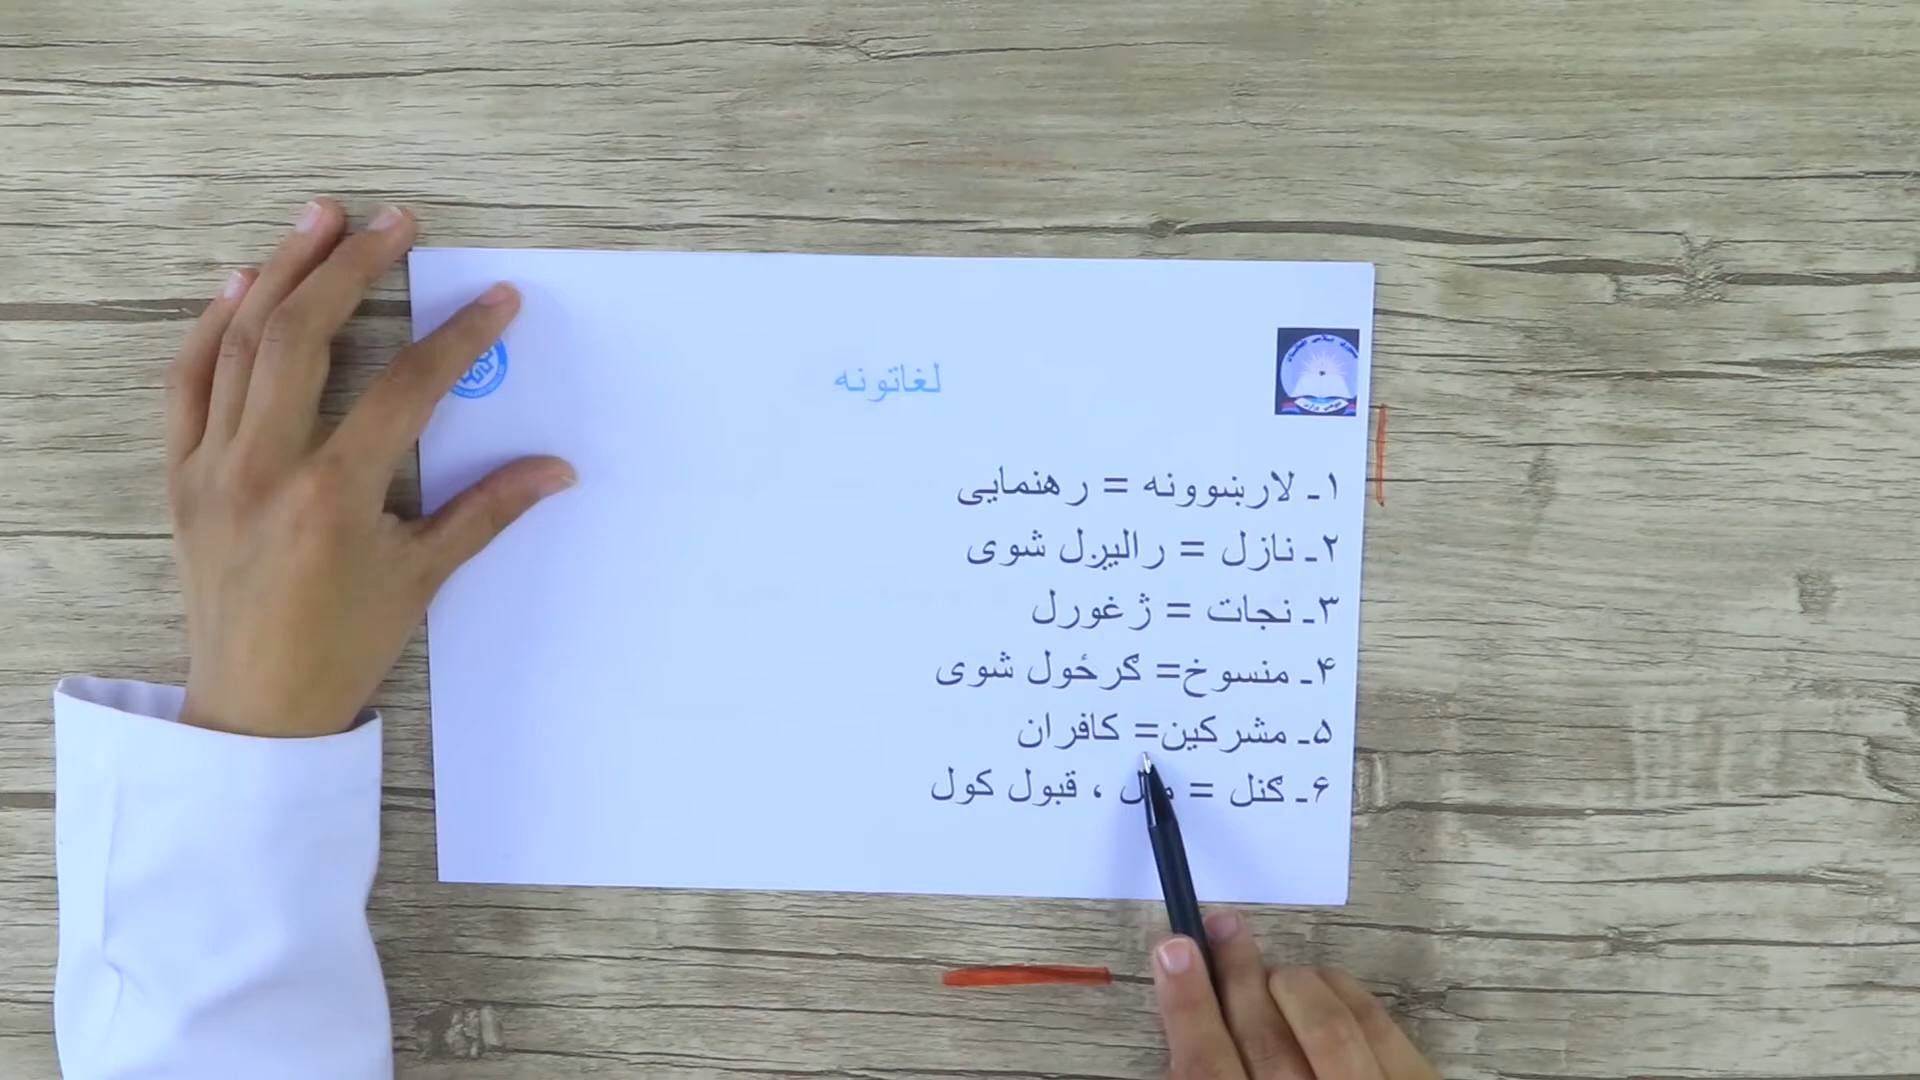 لغاتونه
۱ـ لارښوونه = رهنمایی
۲ـ نازل = رالیږل شوی
۳ـ نجات = ژغورل
۴ـ منسوخ= ګرځول شوی
۵ـ مشرکین= کافران
۶ـ ګنل = ، قبول کول